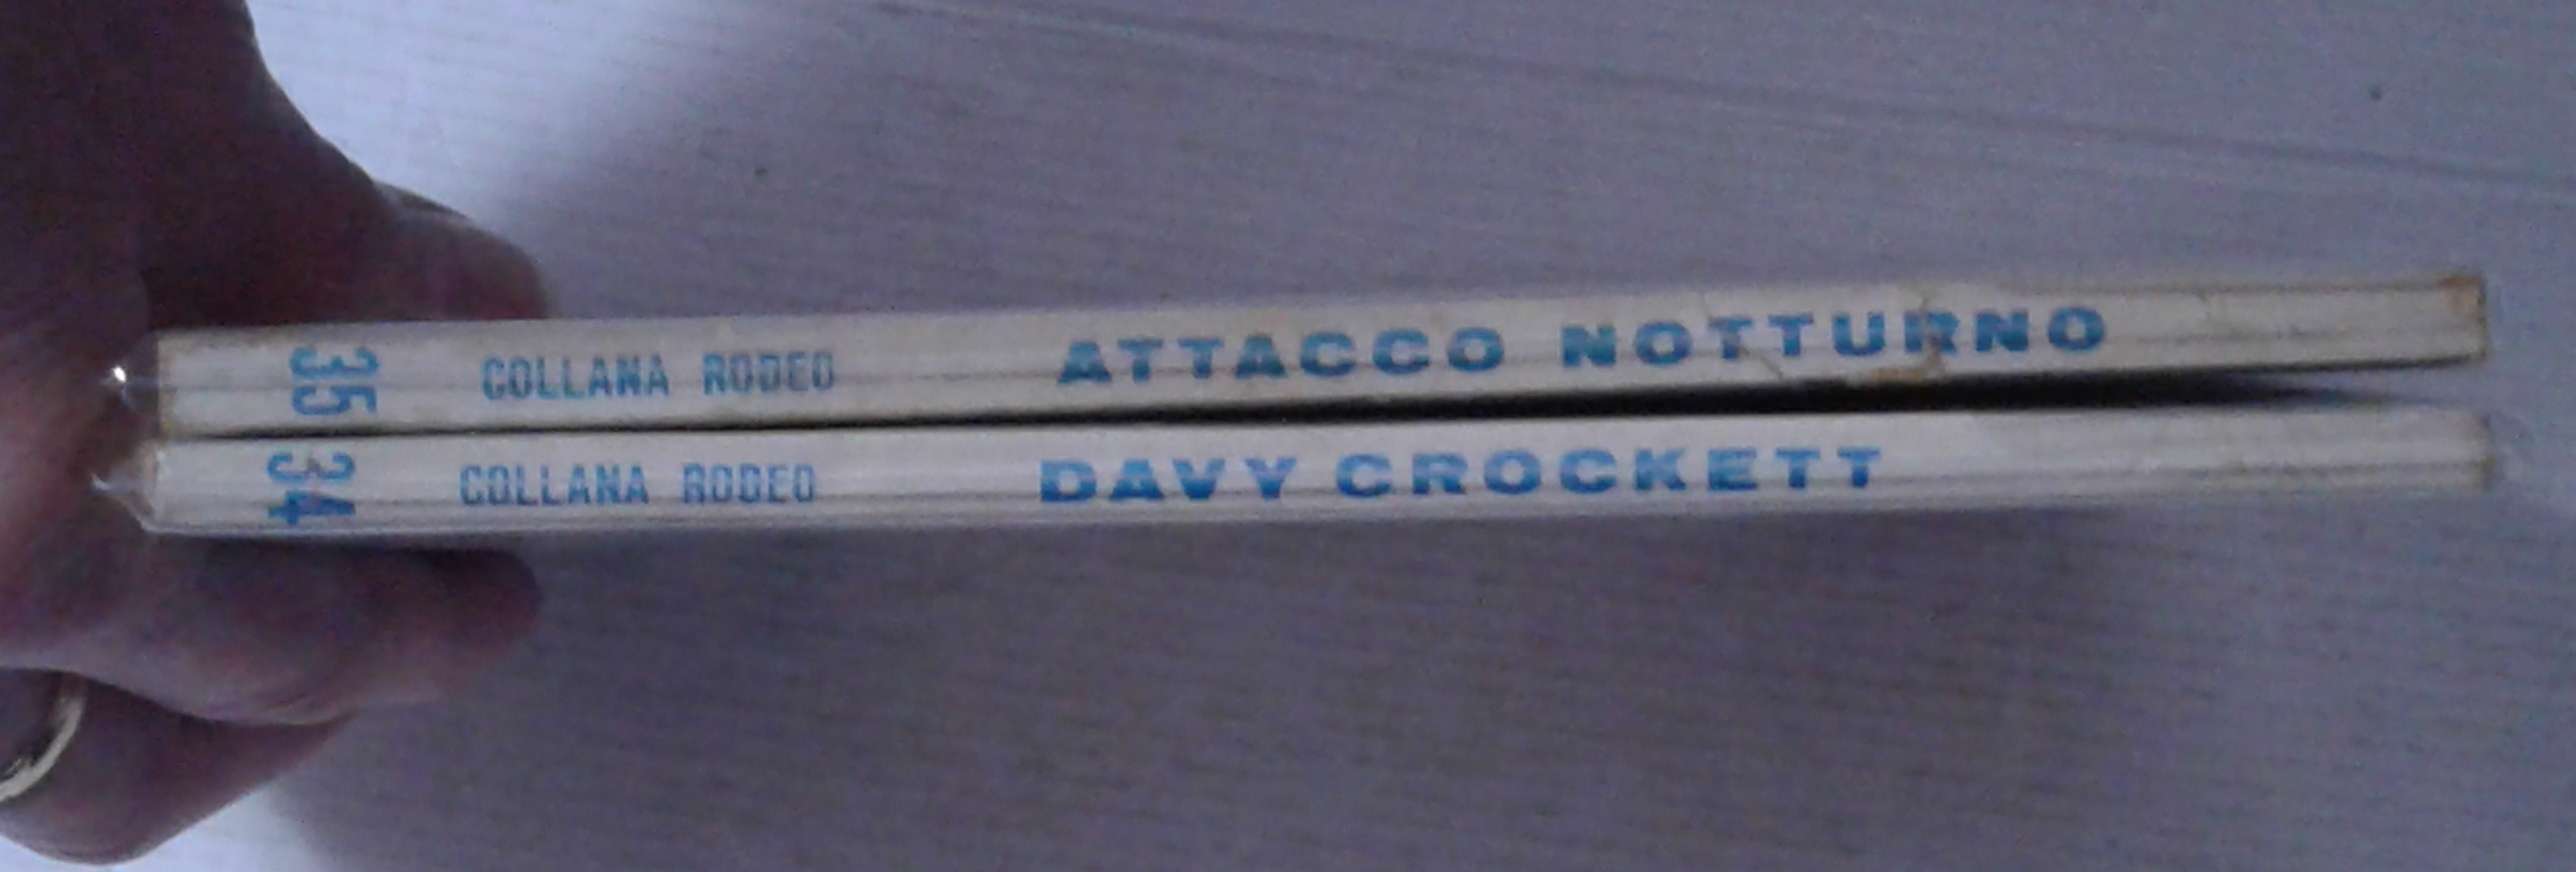 35 COLLANA RODEO ATTACCO NOTTURNO
34 COLLANA RODEO DAVY CROCKETT